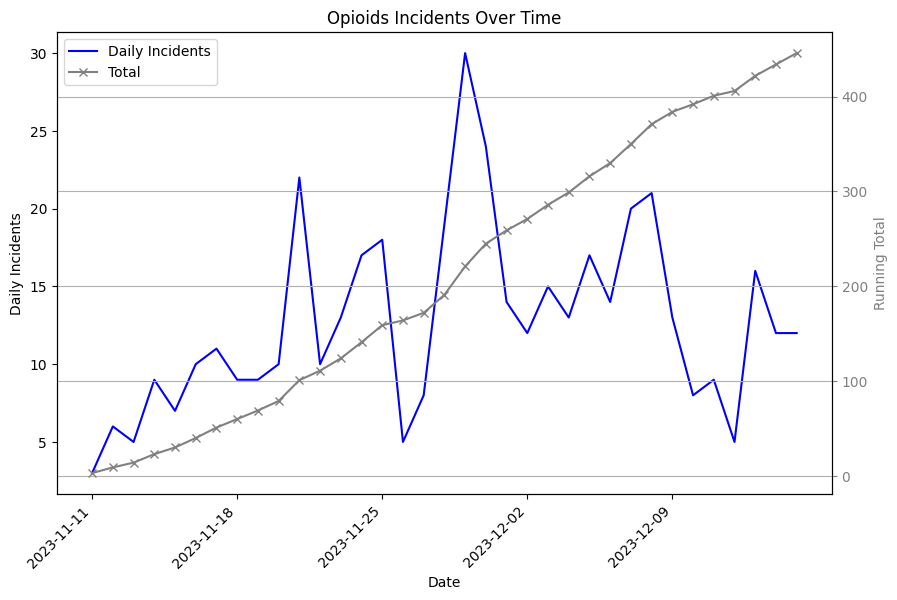 Opioids Incidents Over Time
Daily Incidents
Total
30
25
20
15
10
5
Daily Incidents
400
300
200
100
0
Running Total
2023-11-11
2023-11-18
2023-11-25
2023-12-02
2023-12-09
Date